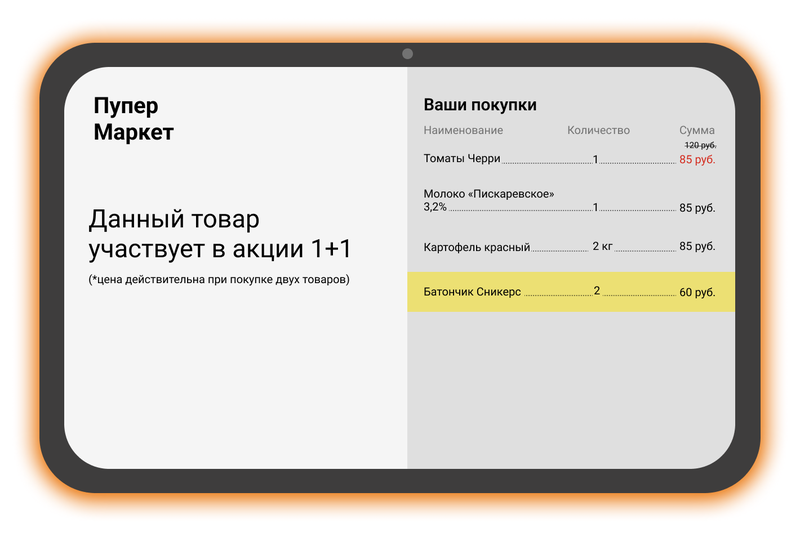 Пупер
Маркет
Данный товар
участвует в акции 1+1
(*цена действительна при покупке двух товаров)
Ваши покупки
Наименование Количество Сумма
120 руб.
Томаты Черри 1 85 руб.
Молоко «Пискаревское»
3,2% 1 85 руб.
Картофель красный 2 кг 85 руб.
Батончик Сникерс 2 60 руб.